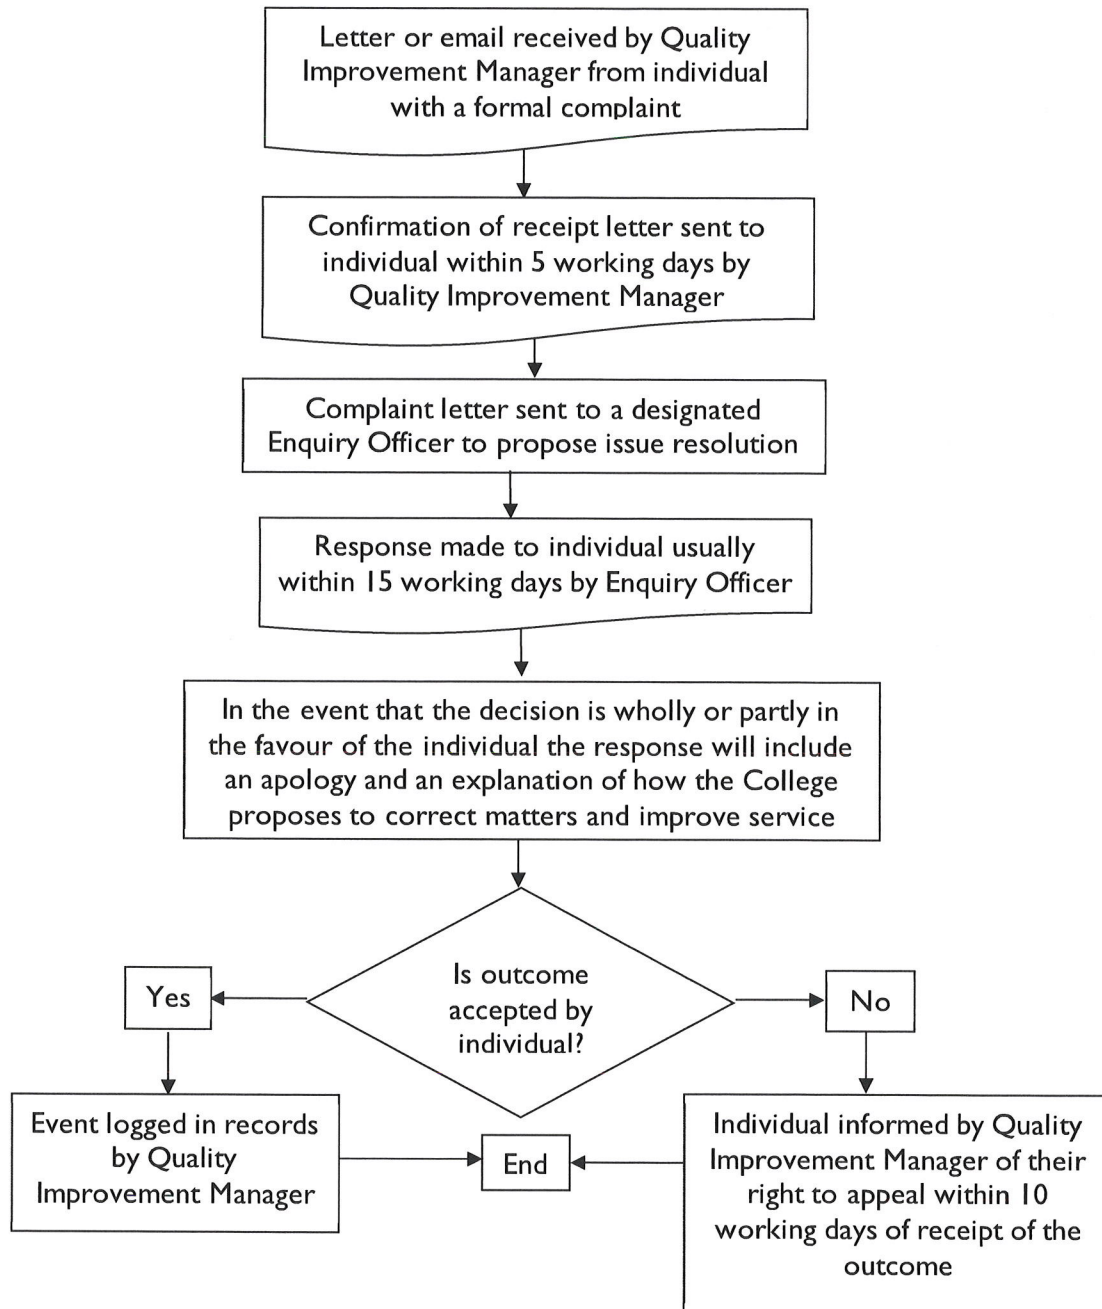 Letter or email received by Quality
Improvement Manager from individual
with a formal complaint
Confirmation of receipt letter sent to
individual within 5 working days by
Quality Improvement Manager
Complaint letter sent to a designated
Enquiry Officer to propose issue resolution
Response made to individual usually
within 15 working days by Enquiry Officer
In the event that the decision is wholly or partly in
the favour of the individual the response will include
an apology and an explanation of how the College
proposes to correct matters and improve service
Is outcome
accepted by
individual?
Yes
No
Event logged in records
by Quality
Improvement Manager
End
Individual informed by Quality
Improvement Manager of their
right to appeal within 10
working days of receipt of the
outcome